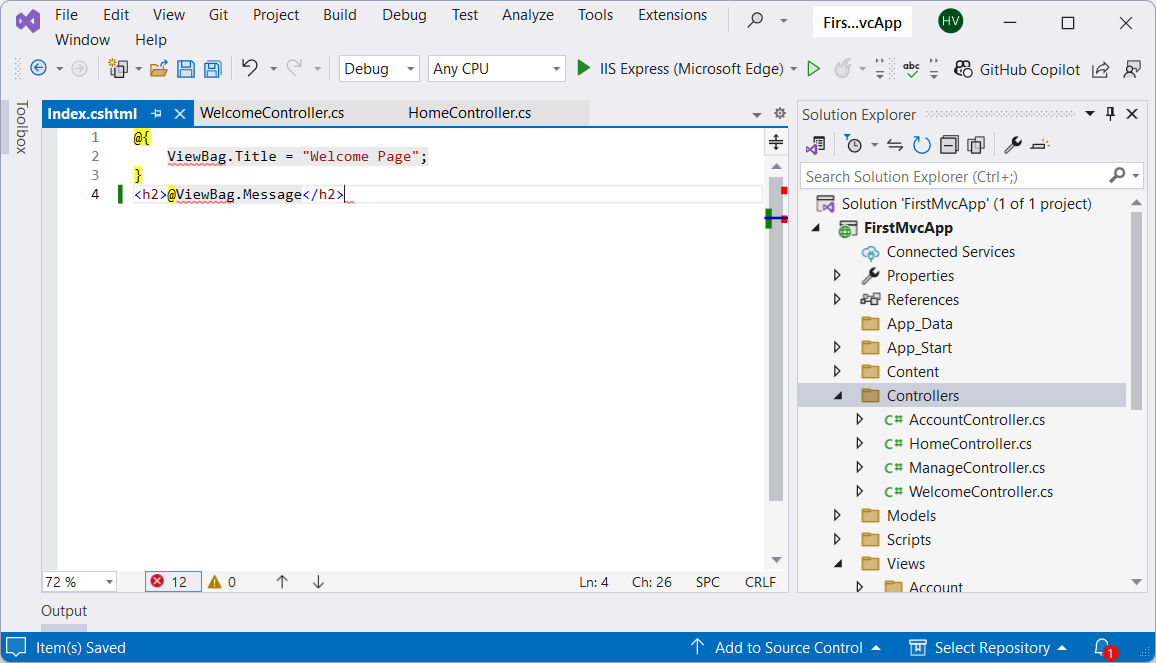 File Edit View Git Project Build Debug Test Analyze Tools Extensions
Firs...vcApp
HV
Window Help
Debug Any CPU IIS Express (Microsoft Edge) abc GitHub Copilot
Toolbox
Index.cshtml WelcomeController.cs HomeController.cs
1 @{
2 ViewBag.Title = "Welcome Page";
3 }
4 <h2>@ViewBag.Message</h2>
72 % 12 0 Ln: 4 Ch: 26 SPC CRLF
Solution Explorer
Search Solution Explorer (Ctrl+;)
Solution 'FirstMvcApp' (1 of 1 project)
FirstMvcApp
Connected Services
Properties
References
App_Data
App_Start
Content
Controllers
C# AccountController.cs
C# HomeController.cs
C# ManageController.cs
C# WelcomeController.cs
Models
Scripts
Views
Account
Output
Item(s) Saved Add to Source Control Select Repository 1